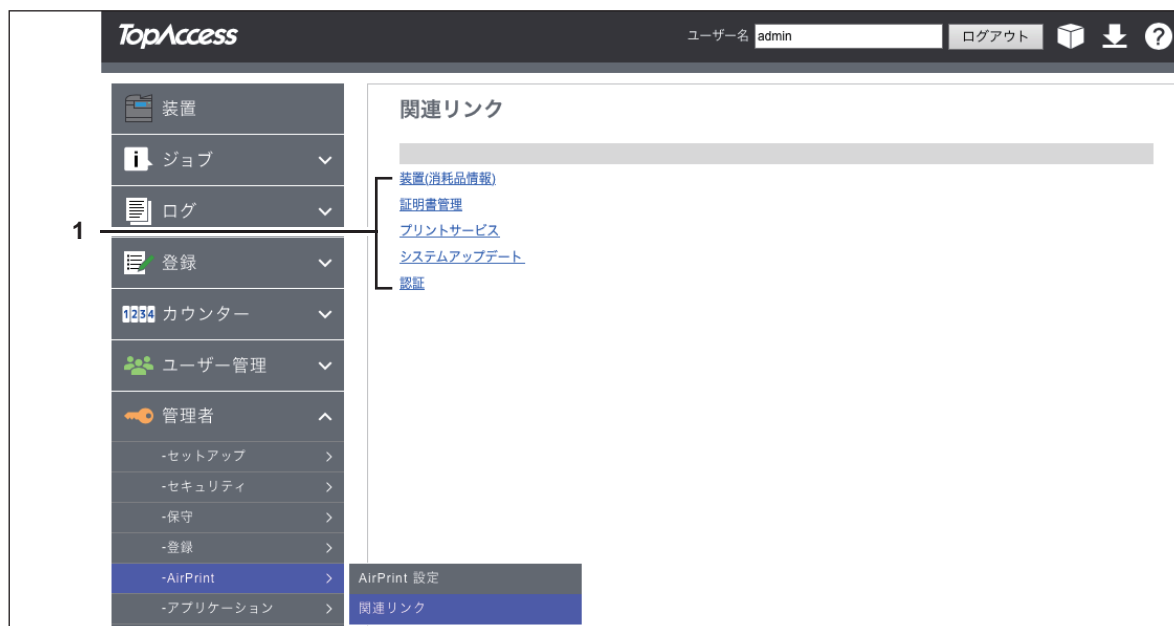 TopAccess
ユーザー名 admin ログアウト ?
装置
i ジョブ
ログ
登録
1234 カウンター
ユーザー管理
管理者
-セットアップ
-セキュリティ
-保守
-登録
-AirPrint
-アプリケーション
AirPrint 設定
関連リンク
関連リンク
1
装置(消耗品情報)
証明書管理
プリントサービス
システムアップデート
認証